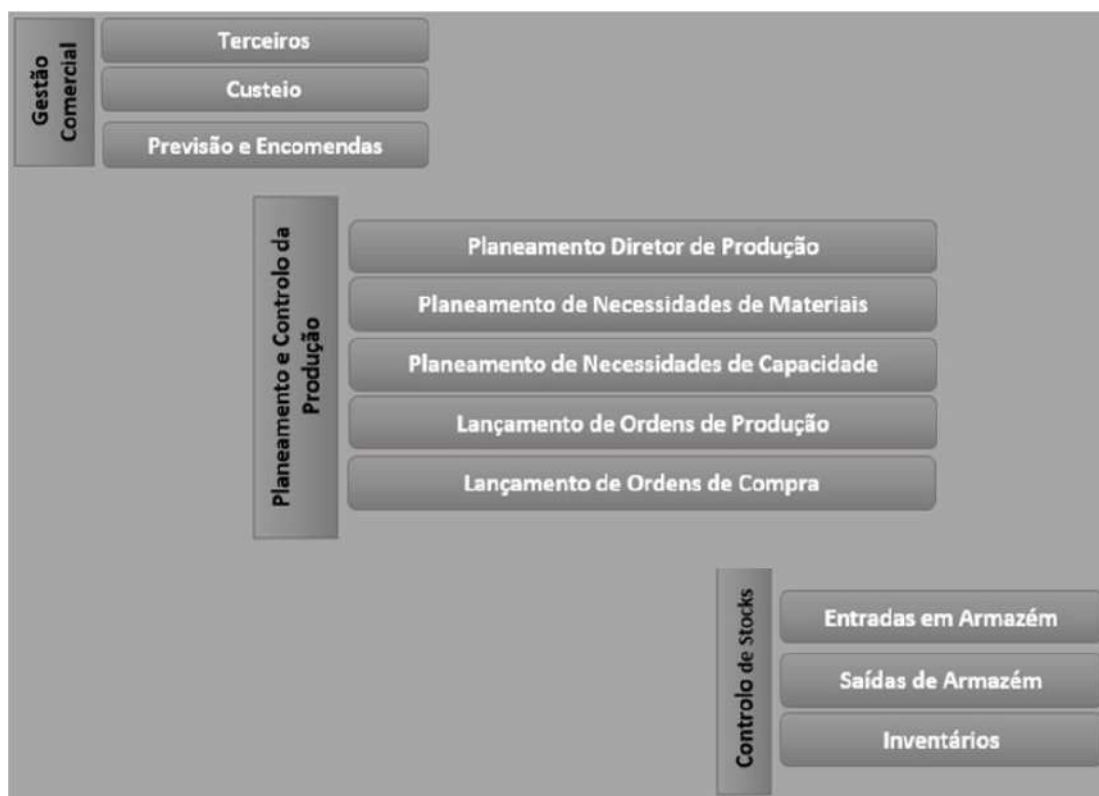 Gestão
Comercial
Terceiros
Custeio
Previsão e Encomendas
Planeamento e Controlo da
Produção
Planeamento Diretor de Produção
Planeamento de Necessidades de Materiais
Planeamento de Necessidades de Capacidade
Lançamento de Ordens de Produção
Lançamento de Ordens de Compra
Controlo de Stocks
Entradas em Armazém
Saídas de Armazém
Inventários